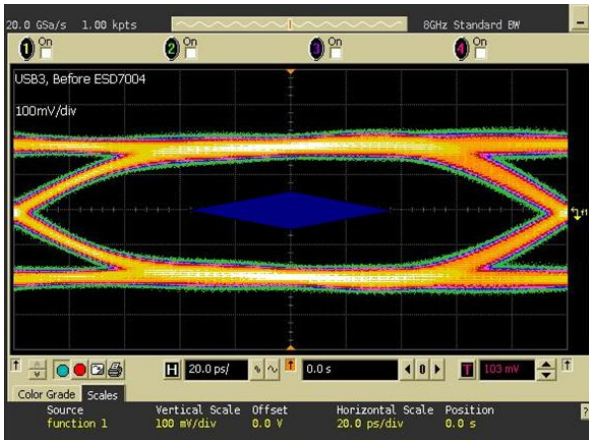 20.0 GSa/s 1.00 kpts 8GHz Standard BW
1 On 2 On 3 On 4 On
USB3, Before ESD7004
100mV/div
H 20.0 ps/ 0.0 s 0 T 103 mV
Color Grade Scales
Source Vertical Scale Offset Horizontal Scale Position
function 1 100 mV/div 0.0 V 20.0 ps/div 0.0 s